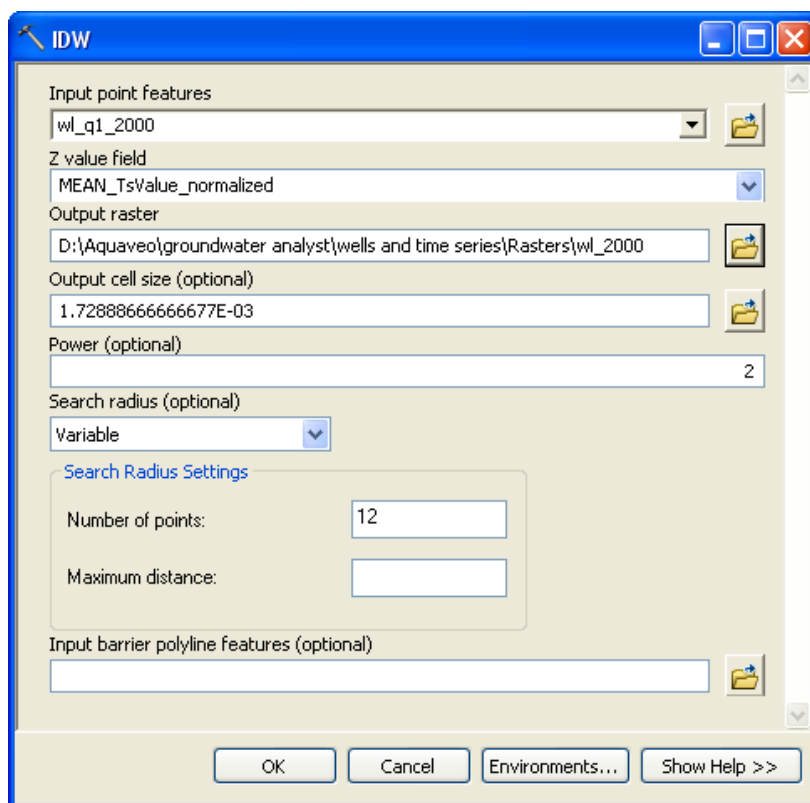 IDW
Input point features
wl_q1_2000
Z value field
MEAN_TsValue_normalized
Output raster
D:\Aquaveo\groundwater analyst\wells and time series\Rasters\wl_2000
Output cell size (optional)
1.72888666666677E-03
Power (optional)
2
Search radius (optional)
Variable
Search Radius Settings
Number of points:
12
Maximum distance:
Input barrier polyline features (optional)
OK Cancel Environments... Show Help >>